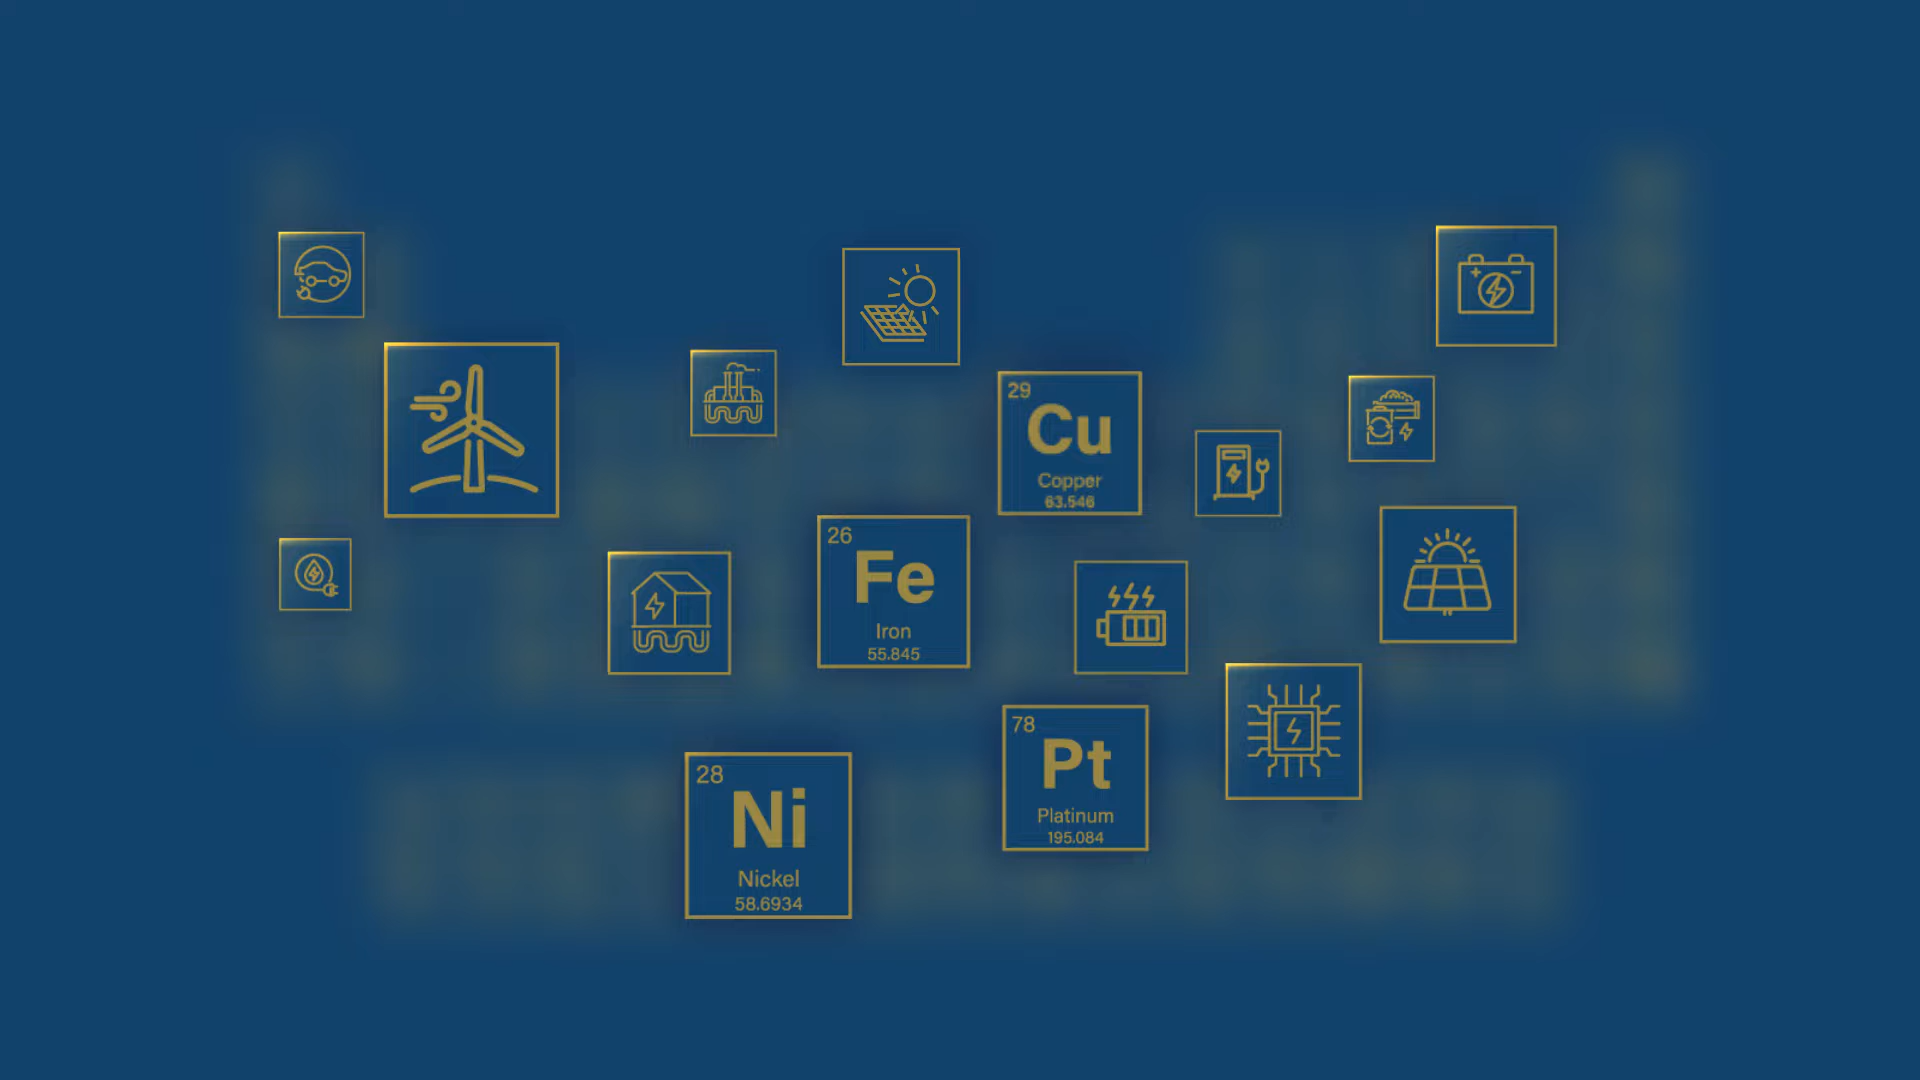 29
Cu
Copper
63.546
26
Fe
Iron
55.845
78
Pt
Platinum
195.084
28
Ni
Nickel
58.6934